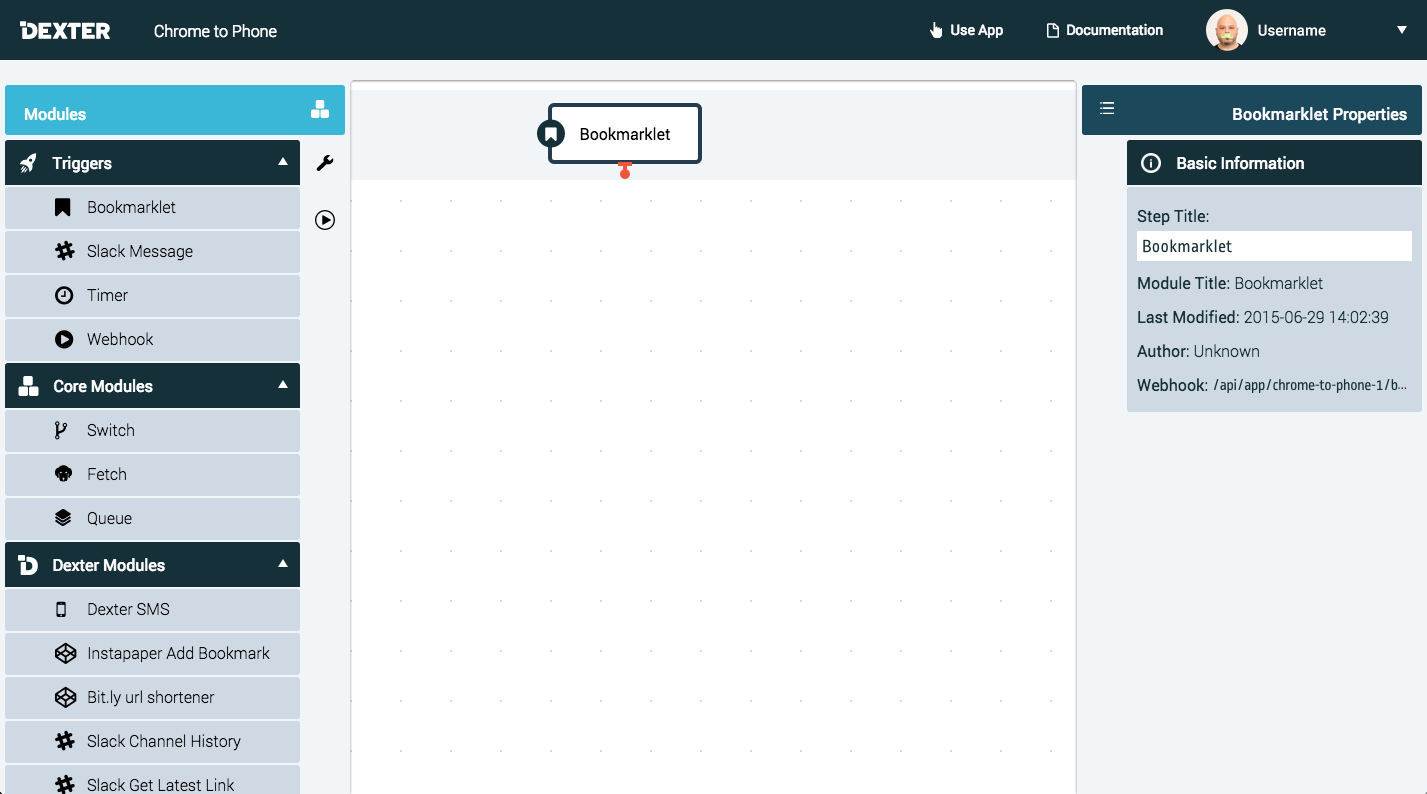 DEXTER
Chrome to Phone
Use App
Documentation
Username
Modules
Triggers
Bookmarklet
Slack Message
Timer
Webhook
Core Modules
Switch
Fetch
Queue
Dexter Modules
Dexter SMS
Instapaper Add Bookmark
Bit.ly url shortener
Slack Channel History
Slack Get Latest Link
Bookmarklet
Bookmarklet Properties
Basic Information
Step Title:
Bookmarklet
Module Title: Bookmarklet
Last Modified: 2015-06-29 14:02:39
Author: Unknown
Webhook: /api/app/chrome-to-phone-1/b...